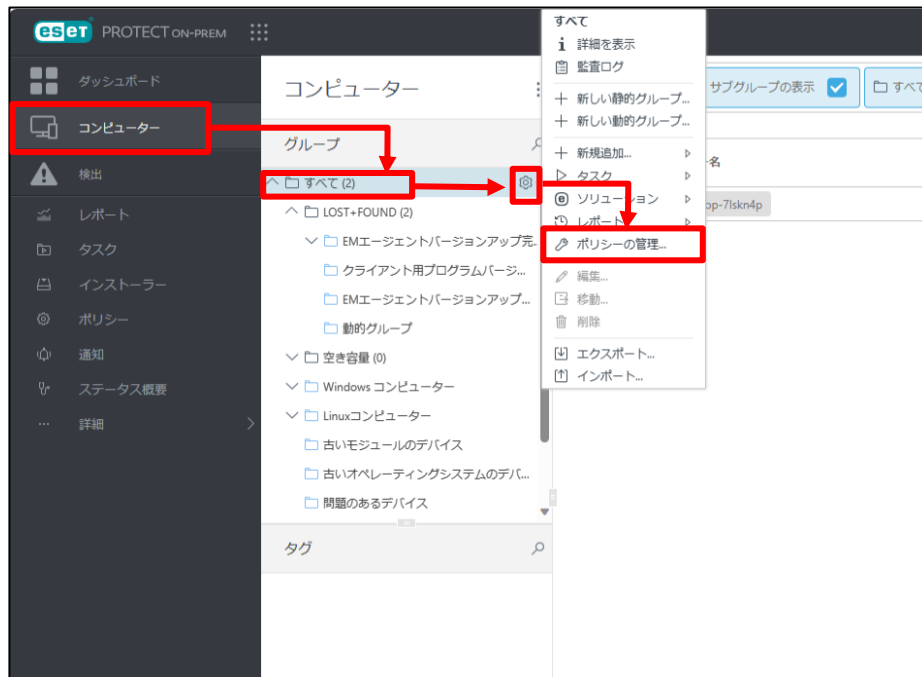 eset PROTECT ON-PREM
ダッシュボード
コンピューター
検出
レポート
タスク
インストーラー
ポリシー
通知
ステータス概要
詳細
コンピューター
グループ
すべて (2)
LOST+FOUND (2)
EMエージェントバージョンアップ完...
クライアント用プログラムバージ...
EMエージェントバージョンアップ...
動的グループ
空き容量 (0)
Windows コンピューター
Linuxコンピューター
古いモジュールのデバイス
古いオペレーティングシステムのデバ...
問題のあるデバイス
タグ
すべて
詳細を表示
監査ログ
新しい静的グループ...
新しい動的グループ...
新規追加...
タスク
ソリューション
レポート
ポリシーの管理...
編集...
移動...
削除
エクスポート...
インポート...
サブグループの表示
すべて
名
op-7lskn4p